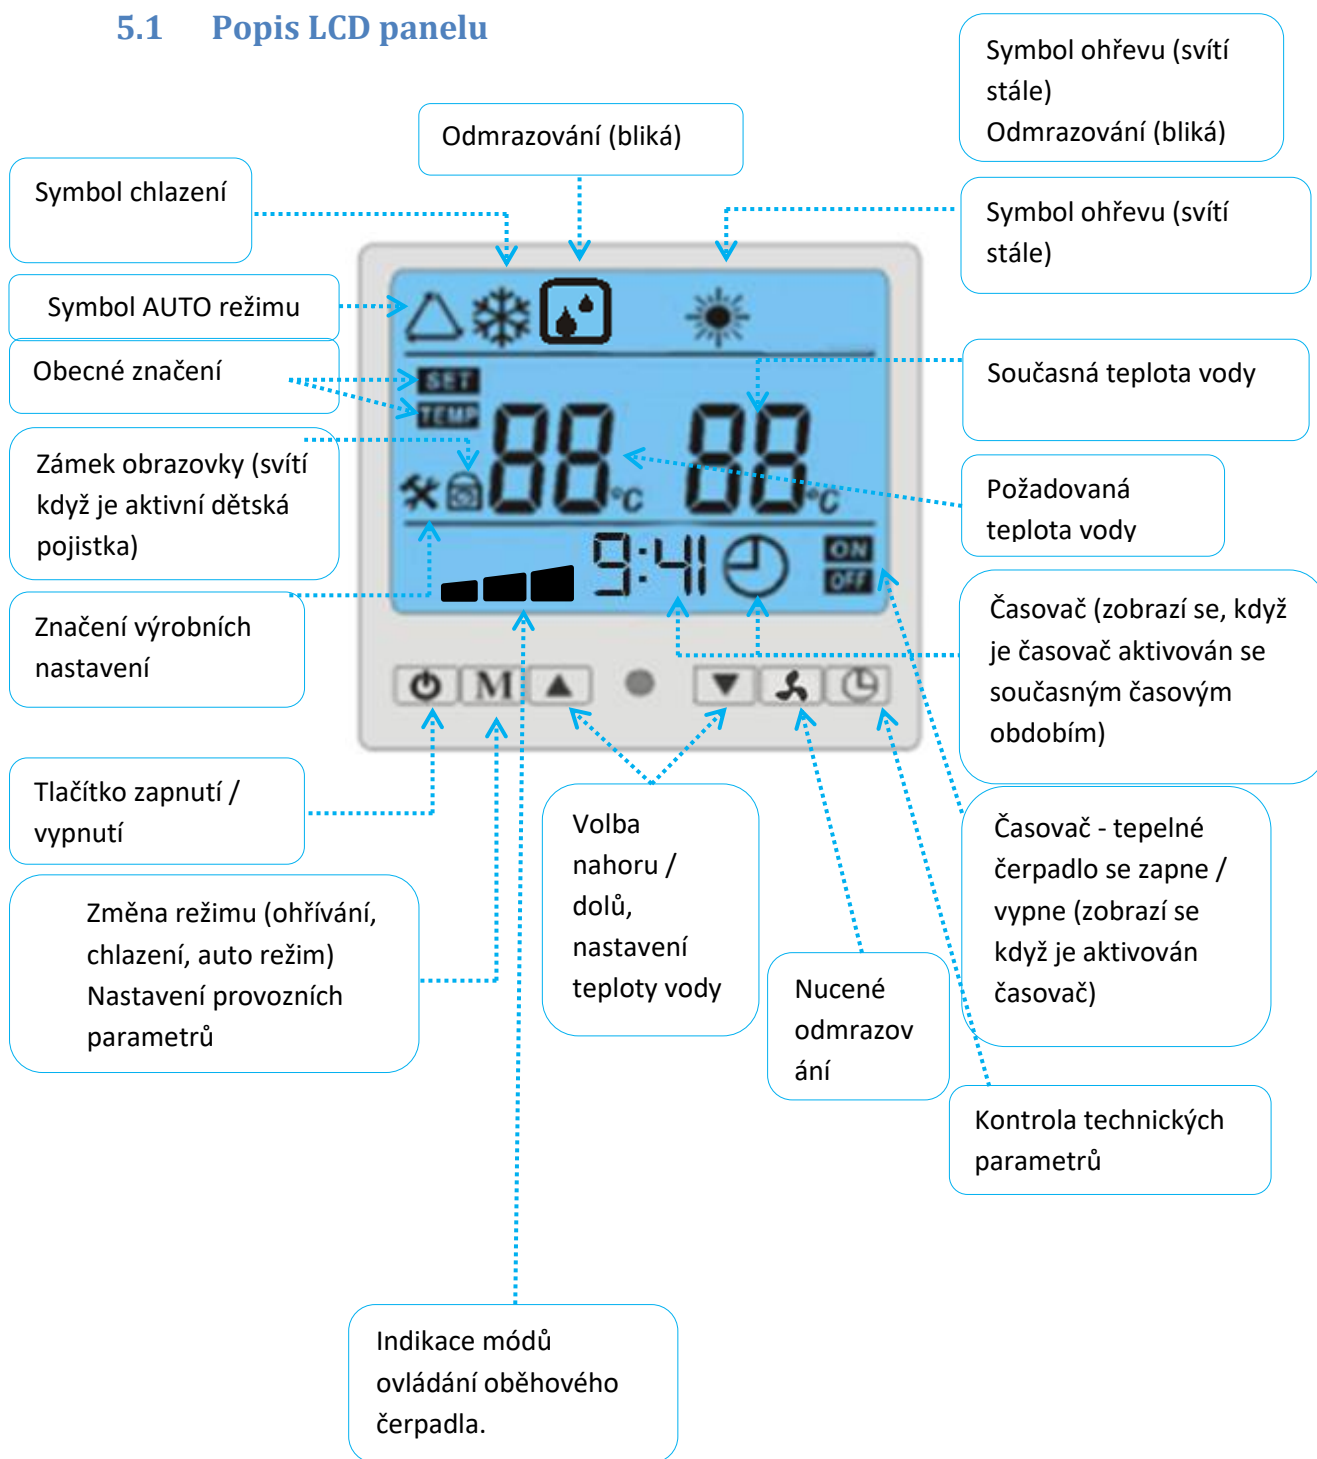 5.1 Popis LCD panelu
Symbol ohřevu (svítí
stále)
Odmrazování (bliká)
Odmrazování (bliká)
Symbol chlazení
Symbol ohřevu (svítí
stále)
Symbol AUTO režimu
Obecné značení
Současná teplota vody
Zámek obrazovky (svítí
když je aktivní dětská
pojistka)
Požadovaná
teplota vody
SET
TEMP
88 °C 88 °C
9:41
ON
OFF
M
Značení výrobních
nastavení
Časovač (zobrazí se, když
je časovač aktivován se
současným časovým
obdobím)
Tlačítko zapnutí /
vypnutí
Volba
nahoru /
dolů,
nastavení
teploty vody
Časovač - tepelné
čerpadlo se zapne /
vypne (zobrazí se
když je aktivován
časovač)
Změna režimu (ohřívání,
chlazení, auto režim)
Nastavení provozních
parametrů
Nucené
odmrazov
ání
Kontrola technických
parametrů
Indikace módů
ovládání oběhového
čerpadla.